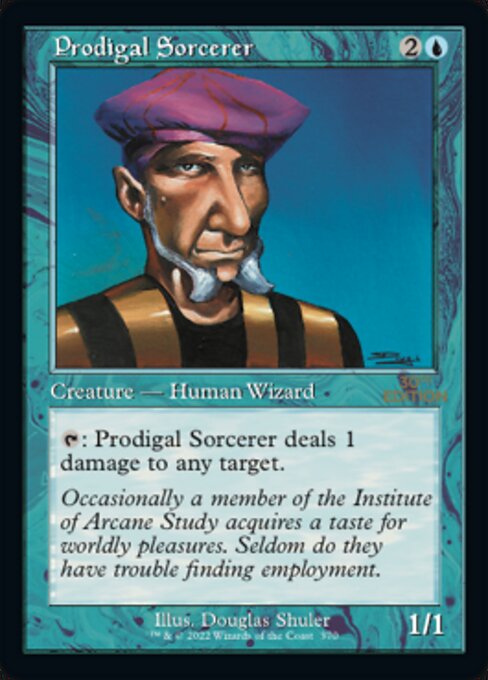 Prodigal Sorcerer 2
30TH EDITION
Creature — Human Wizard
: Prodigal Sorcerer deals 1
damage to any target.
Occasionally a member of the Institute
of Arcane Study acquires a taste for
worldly pleasures. Seldom do they
have trouble finding employment.
Illus. Douglas Shuler
™ & © 2022 Wizards of the Coast
1/1